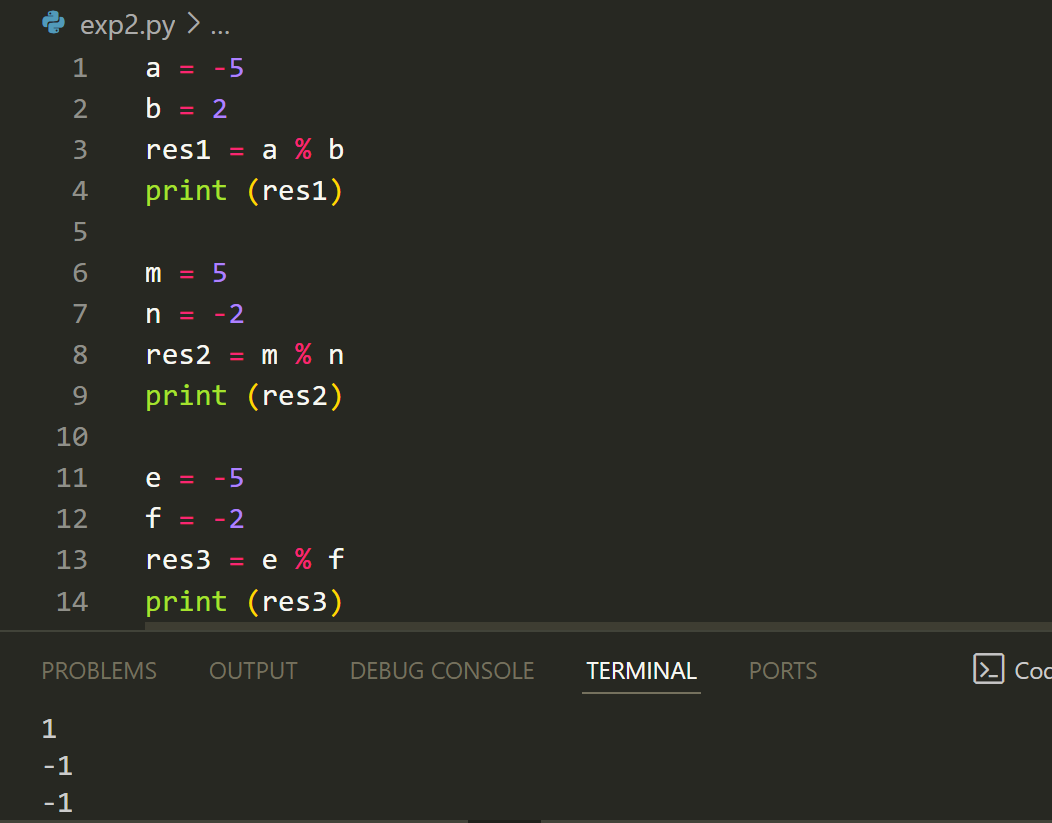 exp2.py > ...
1 a = -5
2 b = 2
3 res1 = a % b
4 print (res1)
5
6 m = 5
7 n = -2
8 res2 = m % n
9 print (res2)
10
11 e = -5
12 f = -2
13 res3 = e % f
14 print (res3)
PROBLEMS OUTPUT DEBUG CONSOLE TERMINAL PORTS
1
-1
-1